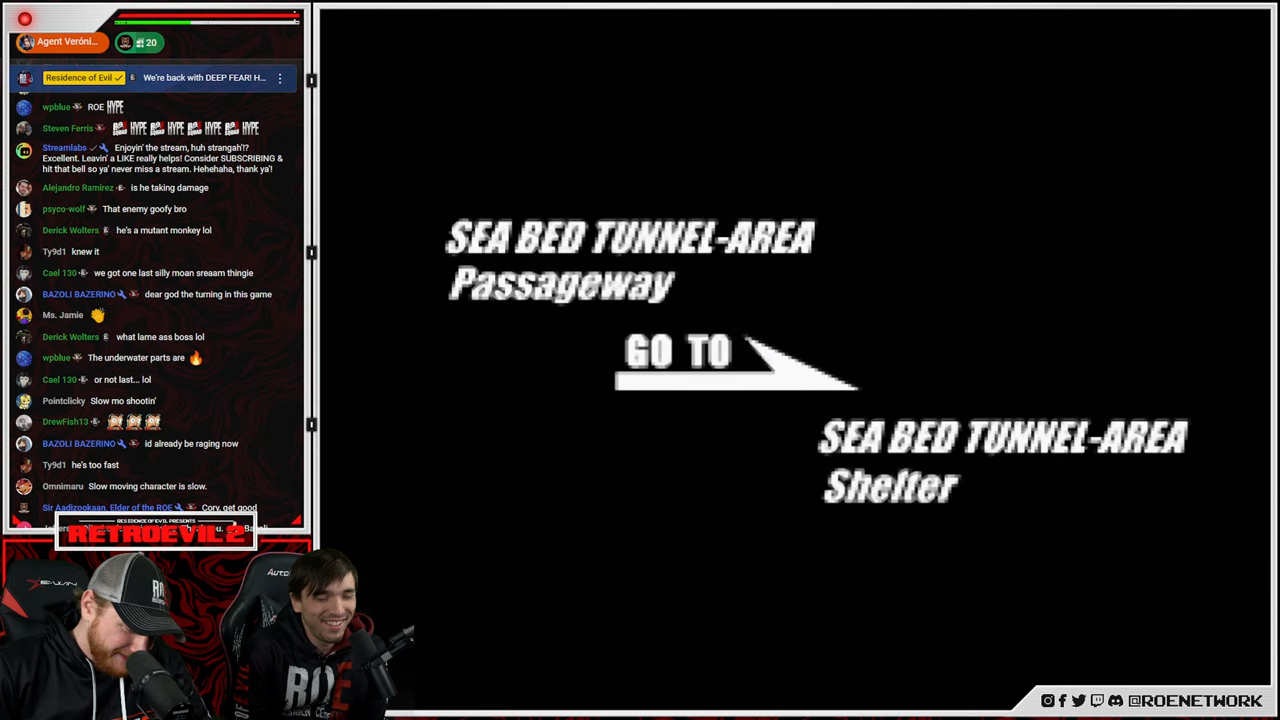 Agent Veróni...
20
Residence of Evil We're back with DEEP FEAR! H...
wpblue ROE HYPE
Steven Ferris HYPE HYPE HYPE HYPE
Streamlabs Enjoyin' the stream, huh strangah'!?
Excellent. Leavin' a LIKE really helps! Consider SUBSCRIBING &
hit that bell so ya' never miss a stream. Hehehaha, thank ya'!
Alejandro Ramirez is he taking damage
psyco-wolf That enemy goofy bro
Derick Wolters he's a mutant monkey lol
Ty9d1 knew it
Cael 130 we got one last silly moan sreaam thingie
BAZOLI BAZERINO dear god the turning in this game
Ms. Jamie
Derick Wolters what lame ass boss lol
wpblue The underwater parts are
Cael 130 or not last... lol
Pointclicky Slow mo shootin'
DrewFish13
BAZOLI BAZERINO id already be raging now
Ty9d1 he's too fast
Omnimaru Slow moving character is slow.
Sir Aadizookaan, Elder of the ROE Cory, get good
RESIDENCE OF EVIL PRESENTS
RETROEVIL 2
SEA BED TUNNEL-AREA
Passageway
GO TO
SEA BED TUNNEL-AREA
Shelter
ROE
@ROENETWORK